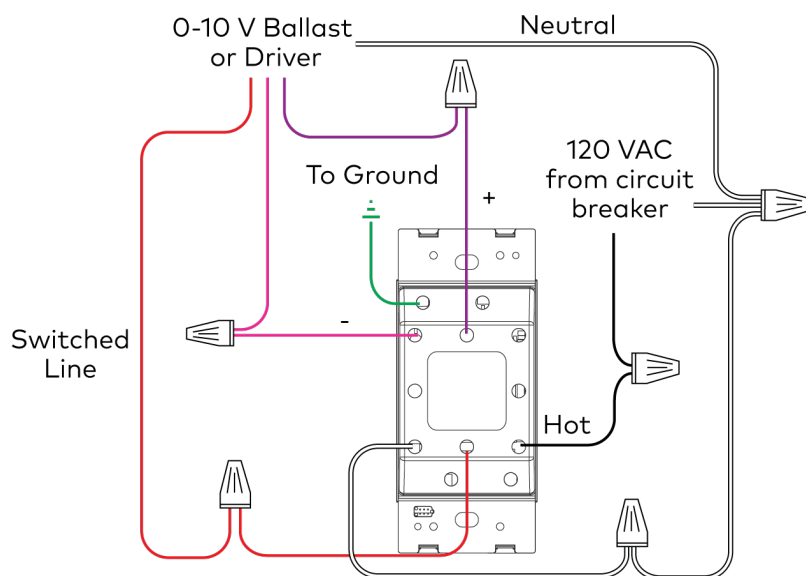 0-10 V Ballast
or Driver
Neutral
120 VAC
from circuit
breaker
To Ground
+
-
Switched
Line
Hot